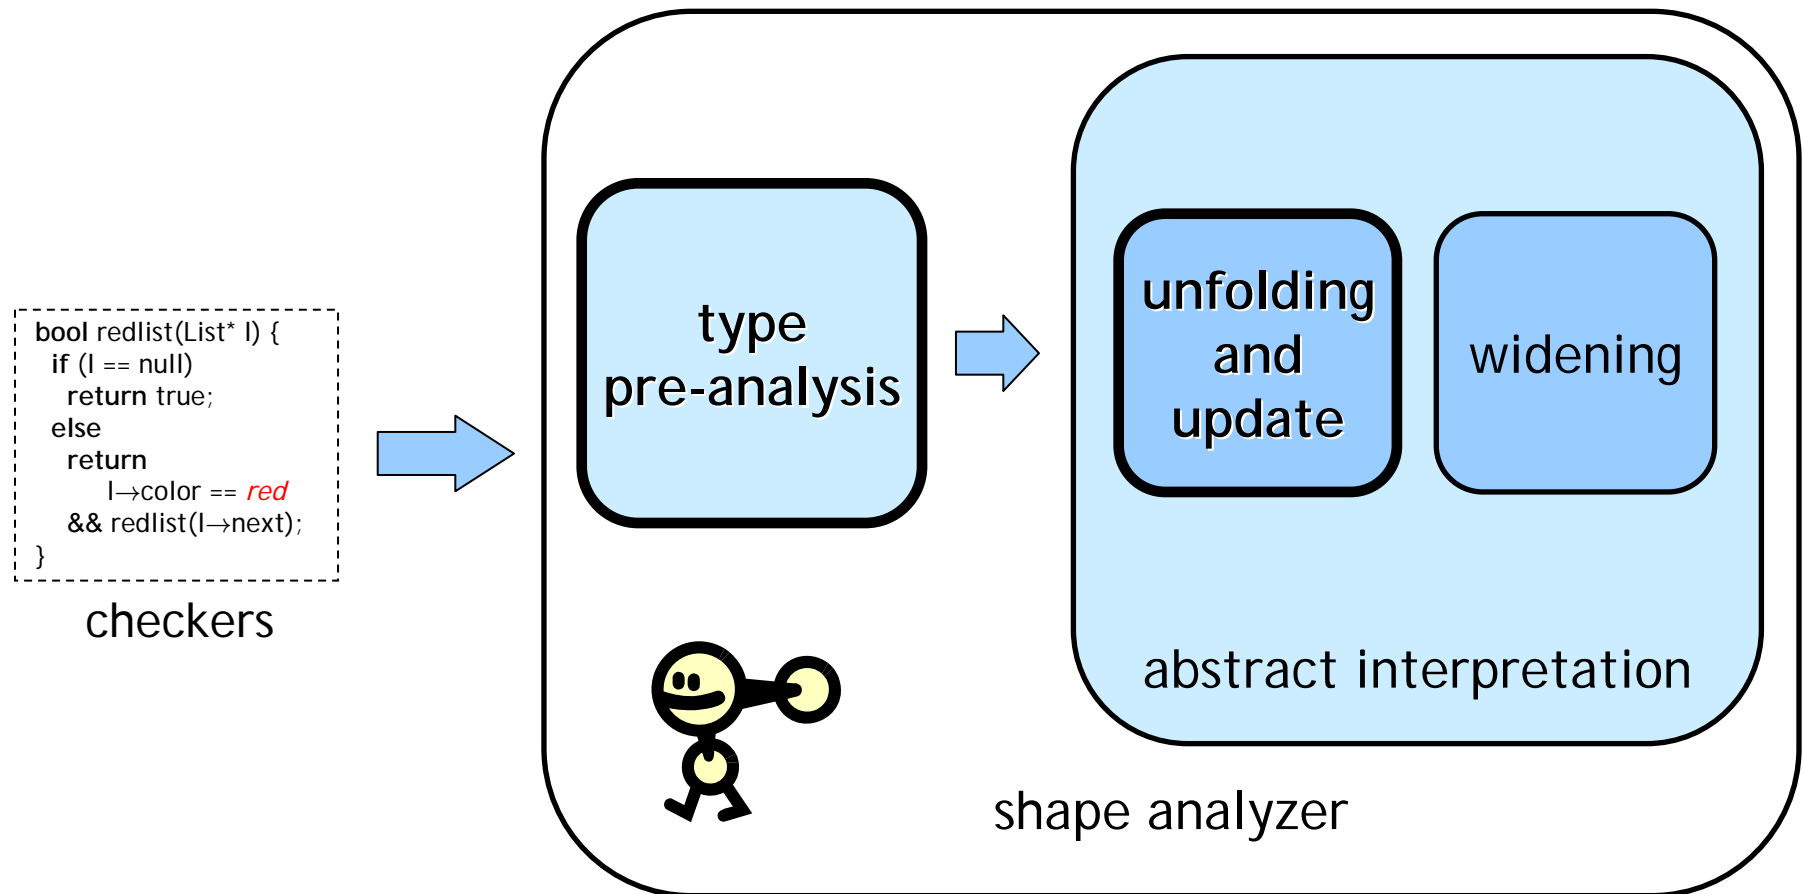 bool redlist(List* l) {
if (l == null)
return true;
else
return
l→color == red
&& redlist(l→next);
}
checkers
type
pre-analysis
unfolding
and
update
widening
abstract interpretation
shape analyzer